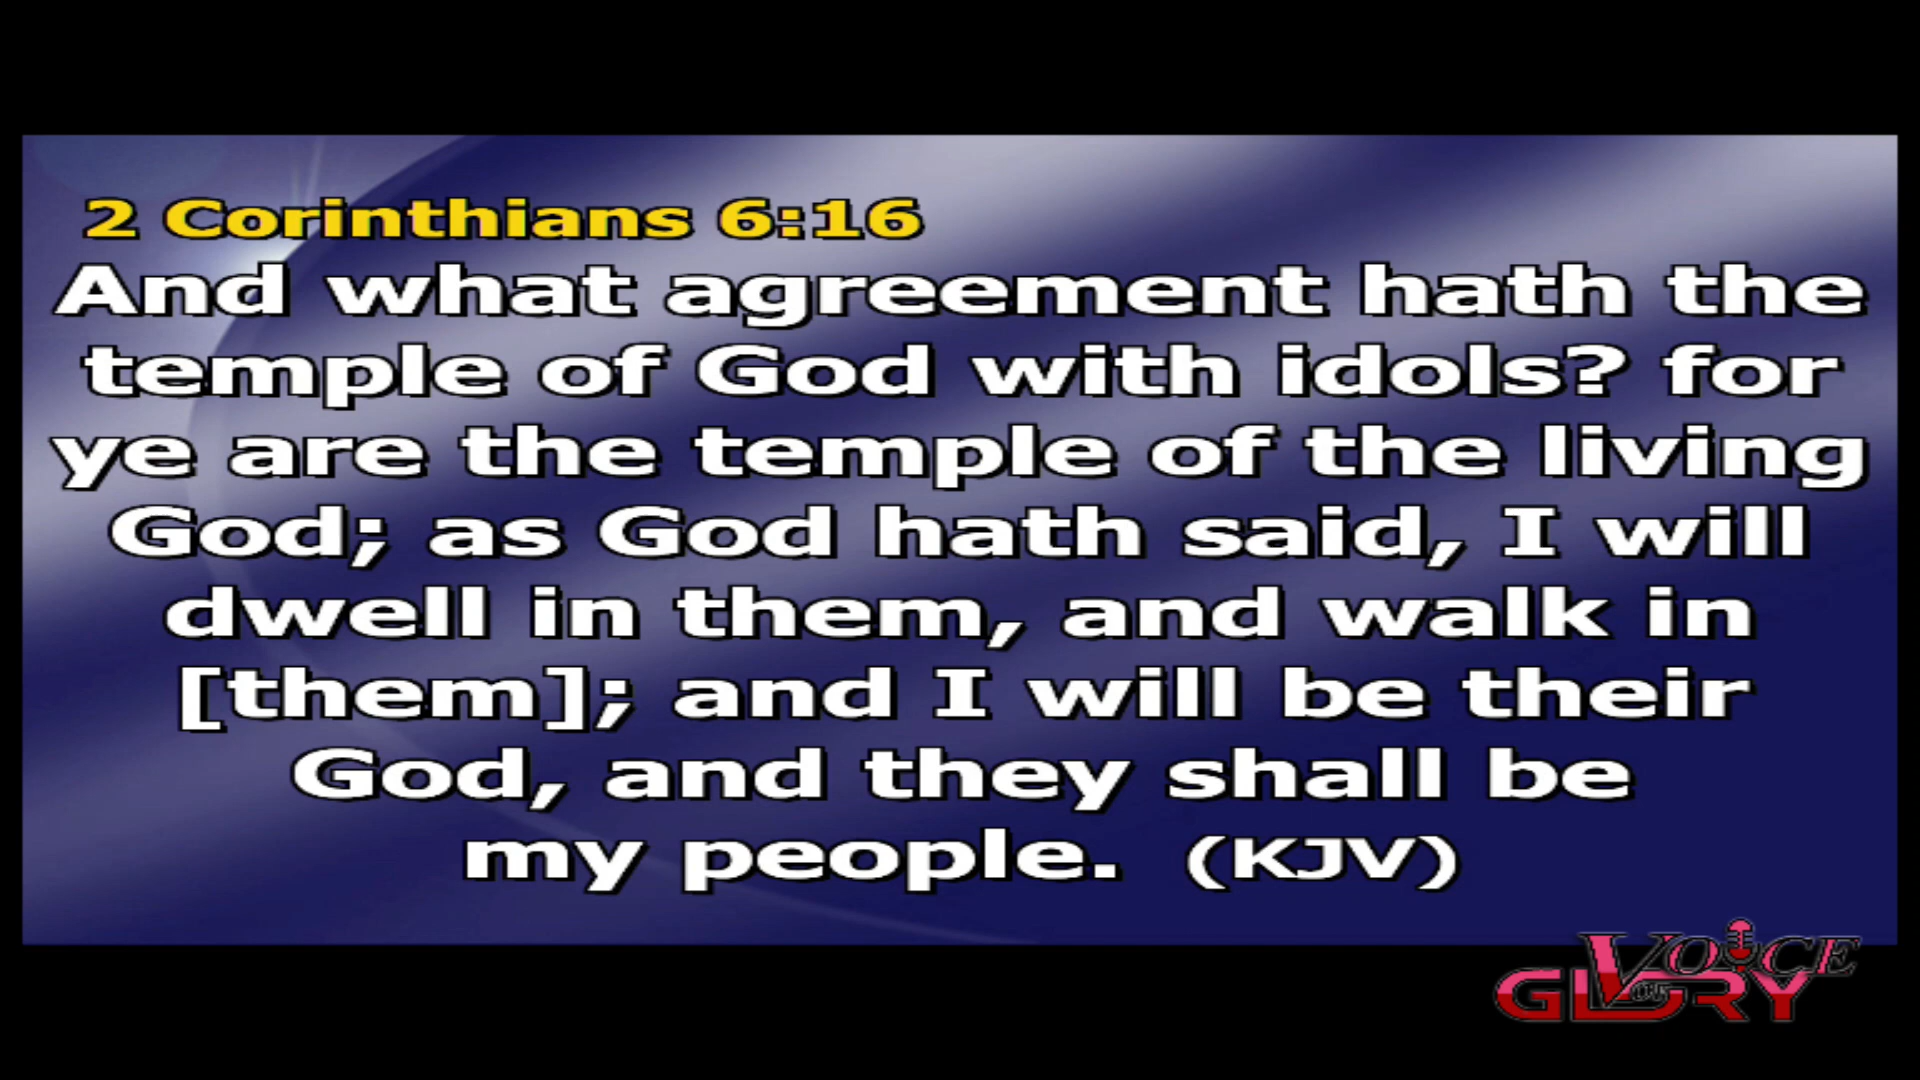 2 Corinthians 6:16
And what agreement hath the
temple of God with idols? for
ye are the temple of the living
God; as God hath said, I will
dwell in them, and walk in
[them]; and I will be their
God, and they shall be
my people. (KJV)
VOICE
OF
GLORY